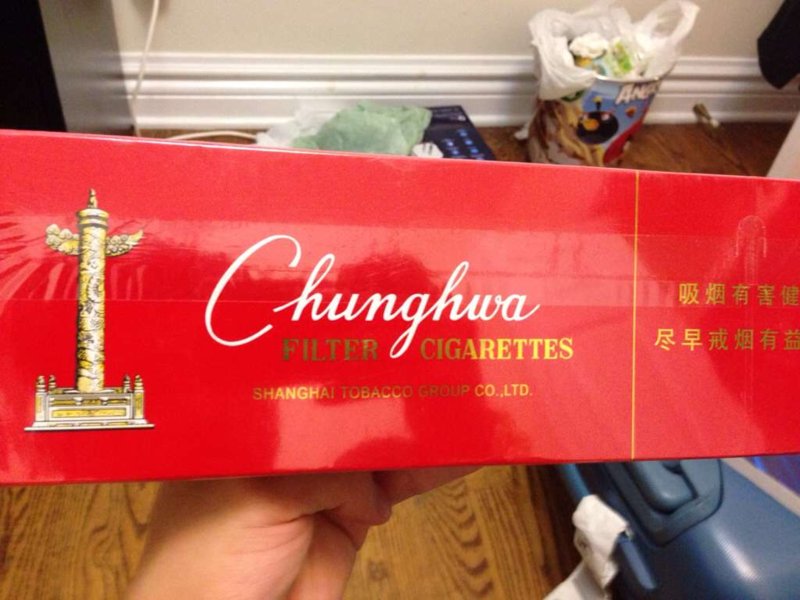 Chunghwa
FILTER CIGARETTES
SHANGHAI TOBACCO GROUP CO.,LTD.
吸烟有害健
尽早戒烟有益